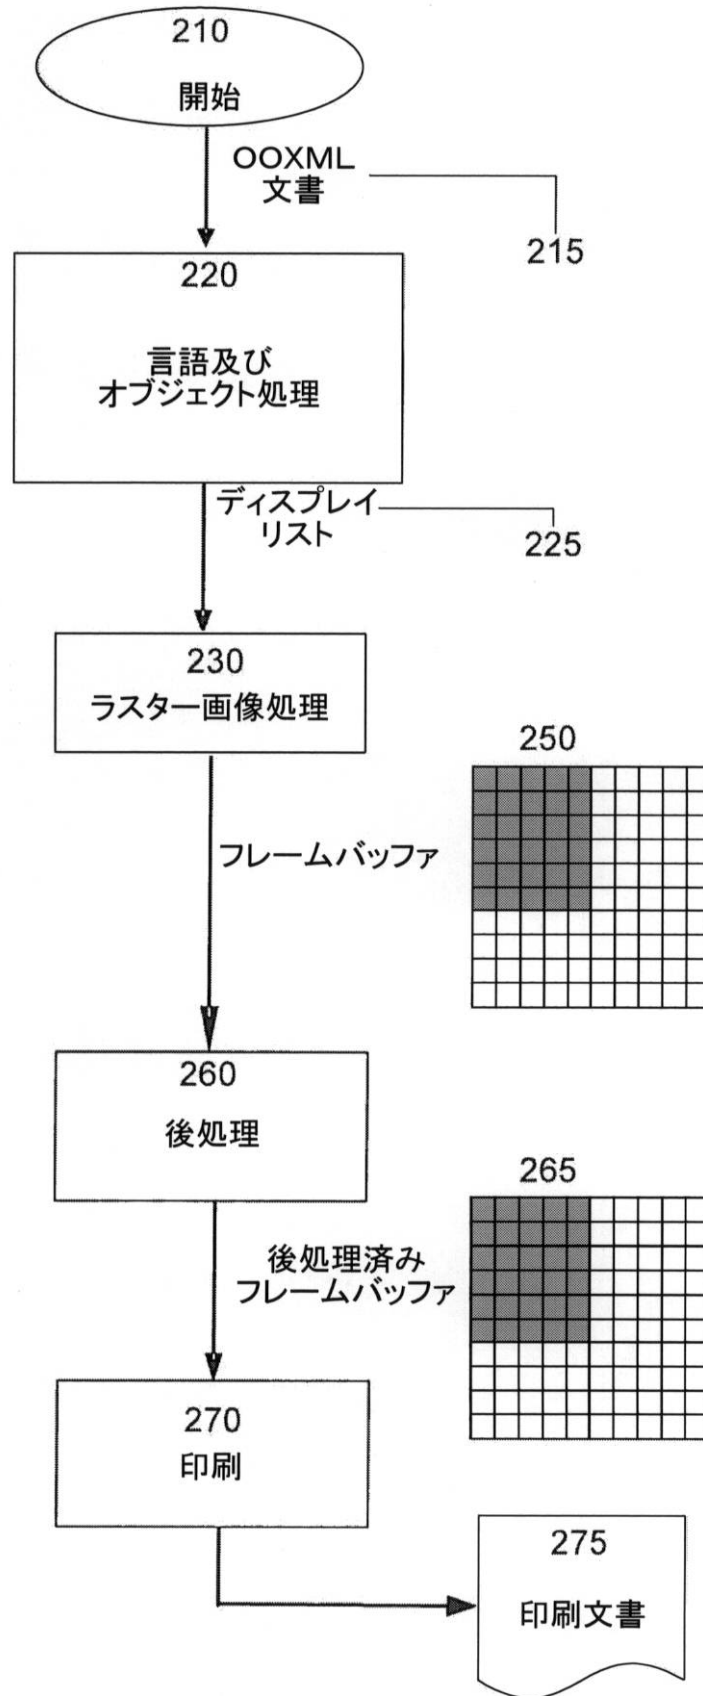 210
開始
OOXML
文書
215
220
言語及び
オブジェクト処理
ディスプレイ
リスト
225
230
ラスター画像処理
250
フレームバッファ
260
後処理
265
後処理済み
フレームバッファ
270
印刷
275
印刷文書